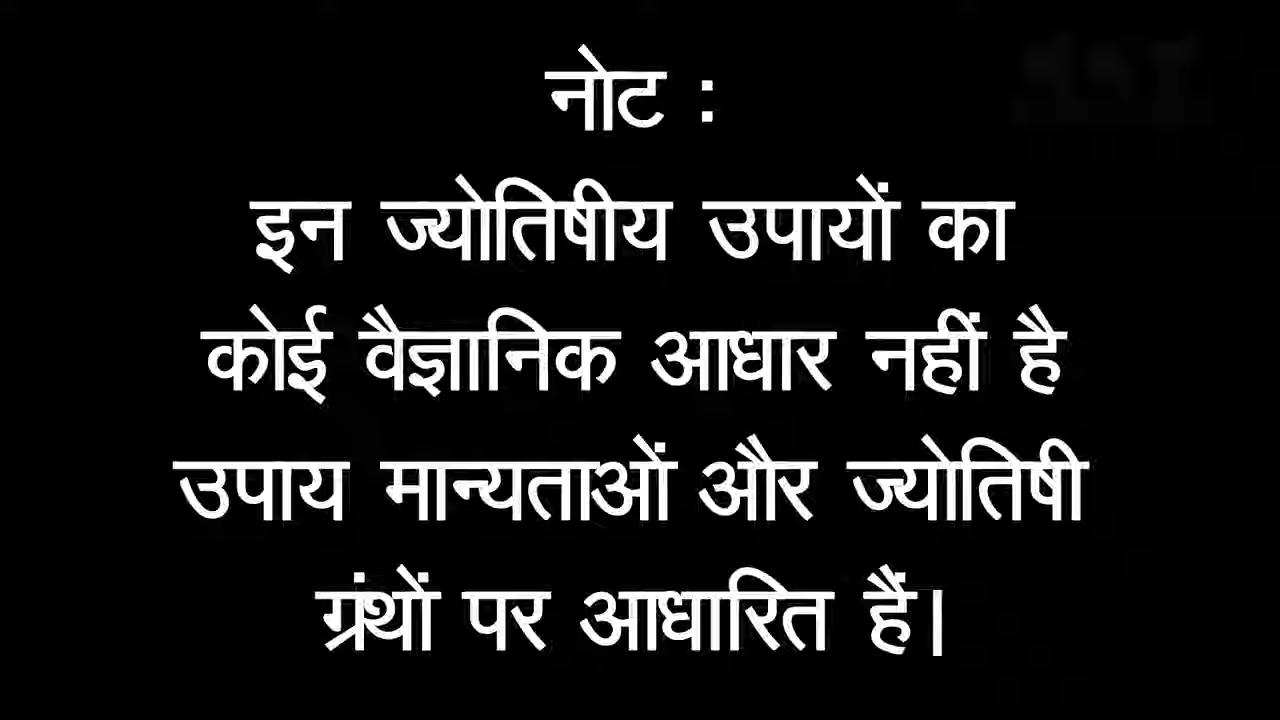 नोट :
इन ज्योतिषीय उपायों का
कोई वैज्ञानिक आधार नहीं है
उपाय मान्यताओं और ज्योतिषी
ग्रंथों पर आधारित हैं।